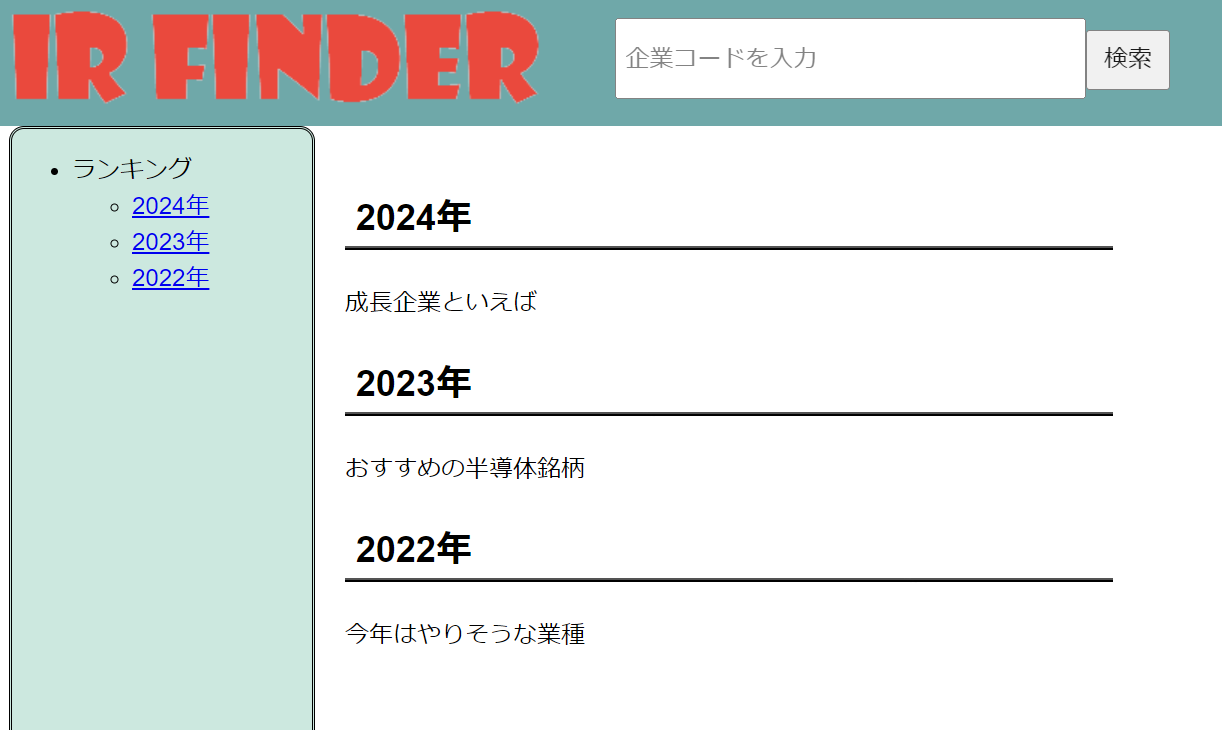 IR FINDER
企業コードを入力
検索
ランキング
2024年
2023年
2022年
2024年
成長企業といえば
2023年
おすすめの半導体銘柄
2022年
今年はやりそうな業種